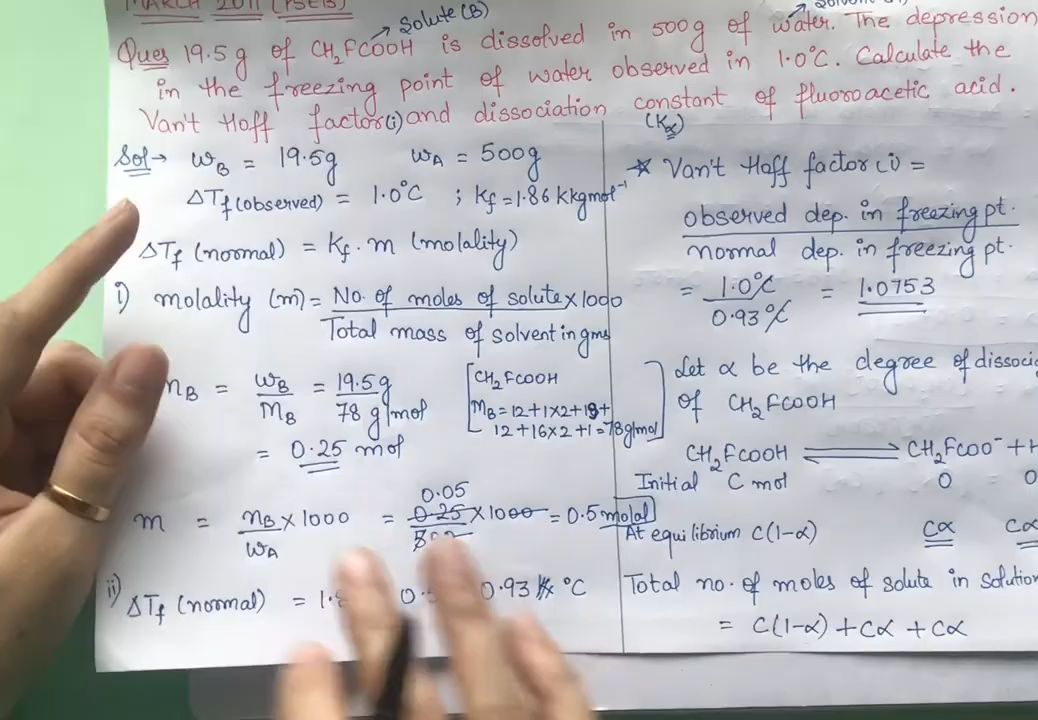 MARCH 2011 (PSEB)
Solute (B)
Ques 19.5g of CH₂FCOOH is dissolved in 500g of water. The depression
in the freezing point of water observed in 1.0°C. Calculate the
Van't Hoff factor(i) and dissociation constant of fluoroacetic acid.
(Kα)
Sol→ WB = 19.5g WA = 500g
ΔTf (observed) = 1.0°C ; Kf = 1.86 K kg mol⁻¹
ΔTf (normal) = Kf. m (molality)
i) molality (m) = No. of moles of solute × 1000
Total mass of solvent in gms
nB = WB / MB = 19.5g / 78 g/mol
= 0.25 mol
[CH₂FCOOH
MB = 12+1×2+19+
12+16×2+1=78g/mol]
m = nB × 1000 / WA = 0.25 × 1000 = 0.5 molal
0.05
ii) ΔTf (normal) = 0.93 °C
* Van't Hoff factor (i) =
observed dep. in freezing pt.
normal dep. in freezing pt.
= 1.0°C / 0.93°C = 1.0753
Let α be the degree of
of CH₂FCOOH
CH₂FCOOH ⇌ CH₂FCOO⁻ +
Initial C mol 0 0
At equilibrium C(1-α) Cα Cα
Total no. of moles of solute in solution
= C(1-α) + Cα + Cα